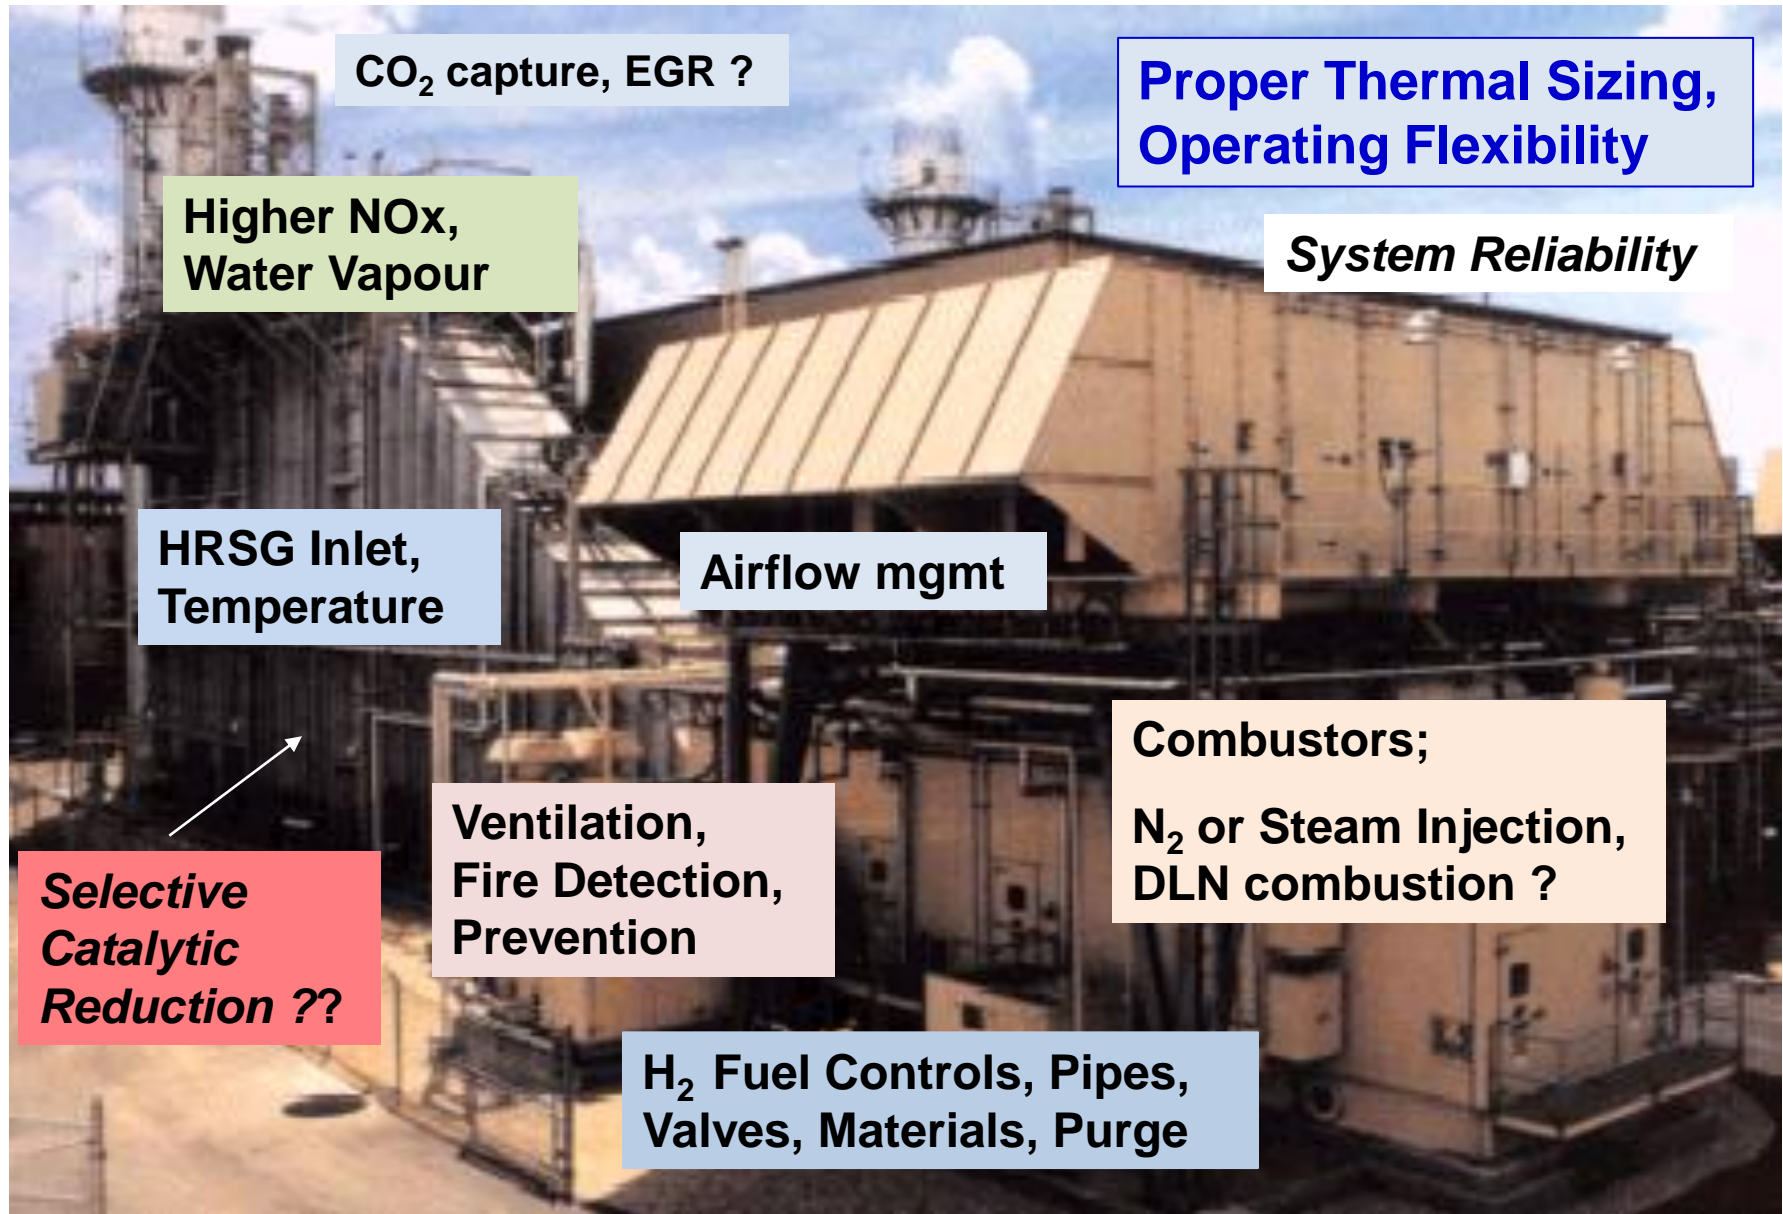 CO₂ capture, EGR ?
Proper Thermal Sizing,
Operating Flexibility
Higher NOx,
Water Vapour
System Reliability
HRSG Inlet,
Temperature
Airflow mgmt
Combustors;
N₂ or Steam Injection,
DLN combustion ?
Ventilation,
Fire Detection,
Prevention
Selective
Catalytic
Reduction ??
H₂ Fuel Controls, Pipes,
Valves, Materials, Purge